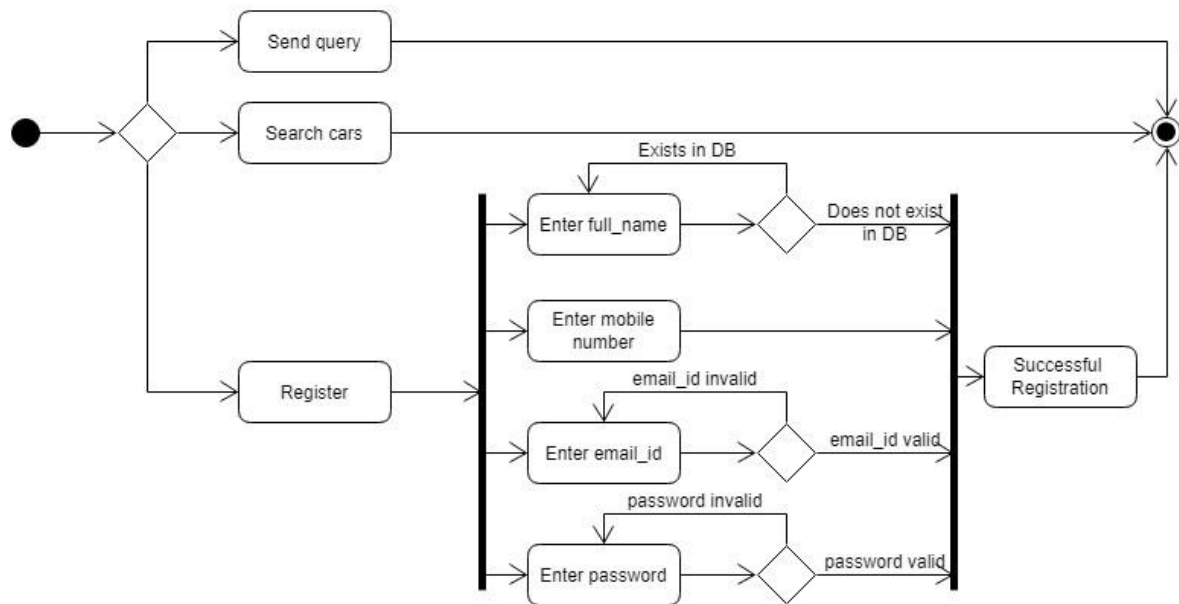 Send query
Search cars
Exists in DB
Enter full_name
Does not exist
in DB
Enter mobile
number
Register
Successful
Registration
email_id invalid
Enter email_id
email_id valid
password invalid
Enter password
password valid